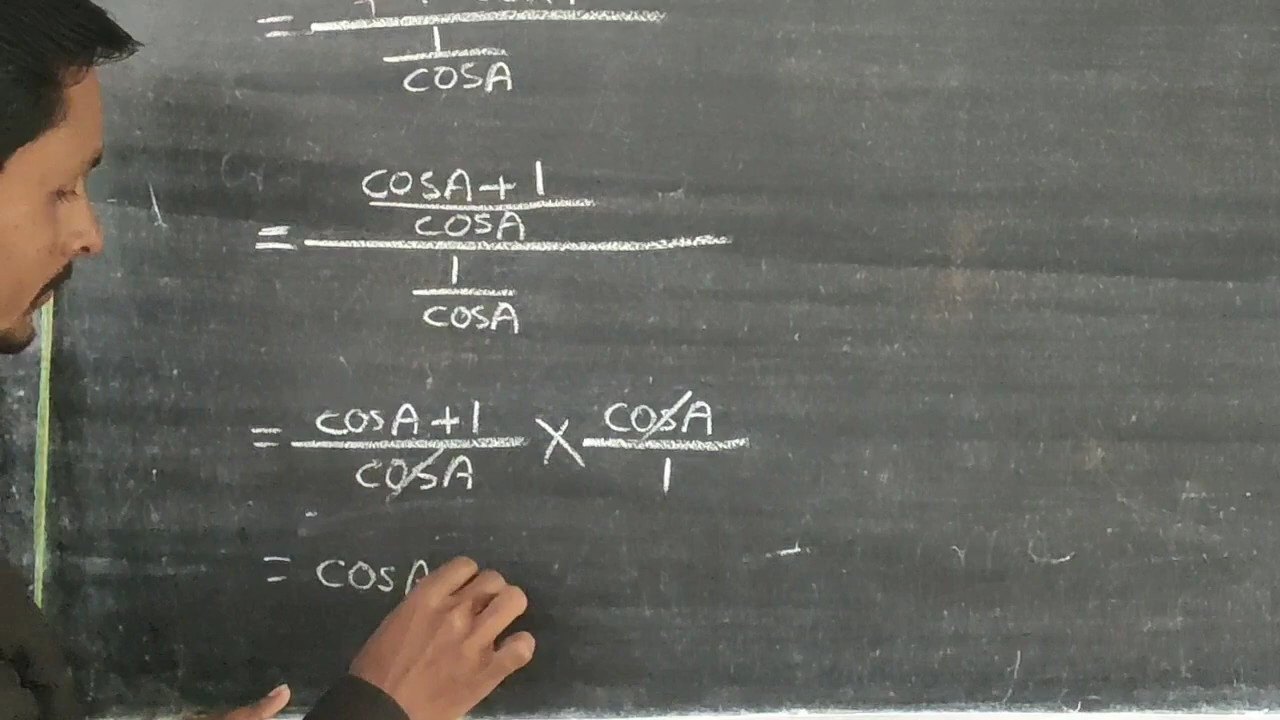 =
1
cosA
cosA+1
cosA
=
1
cosA
= cosA+1 X cosA
cosA 1
= cosA